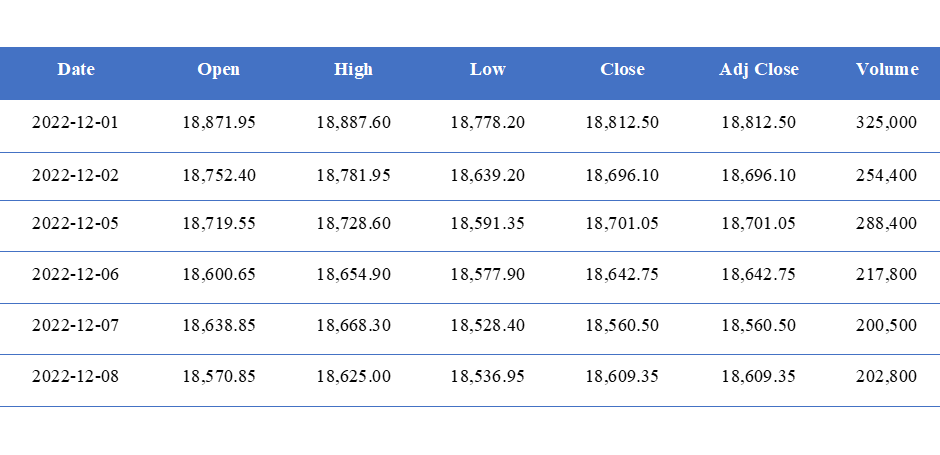 Date Open High Low Close Adj Close Volume
2022-12-01 18,871.95 18,887.60 18,778.20 18,812.50 18,812.50 325,000
2022-12-02 18,752.40 18,781.95 18,639.20 18,696.10 18,696.10 254,400
2022-12-05 18,719.55 18,728.60 18,591.35 18,701.05 18,701.05 288,400
2022-12-06 18,600.65 18,654.90 18,577.90 18,642.75 18,642.75 217,800
2022-12-07 18,638.85 18,668.30 18,528.40 18,560.50 18,560.50 200,500
2022-12-08 18,570.85 18,625.00 18,536.95 18,609.35 18,609.35 202,800